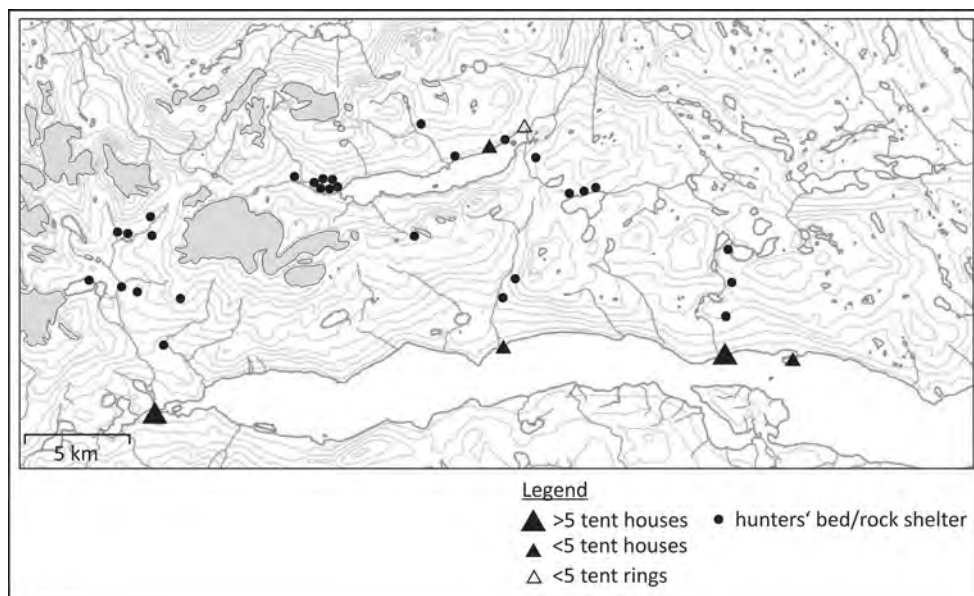 5 km
Legend
>5 tent houses
hunters‘ bed/rock shelter
<5 tent houses
<5 tent rings